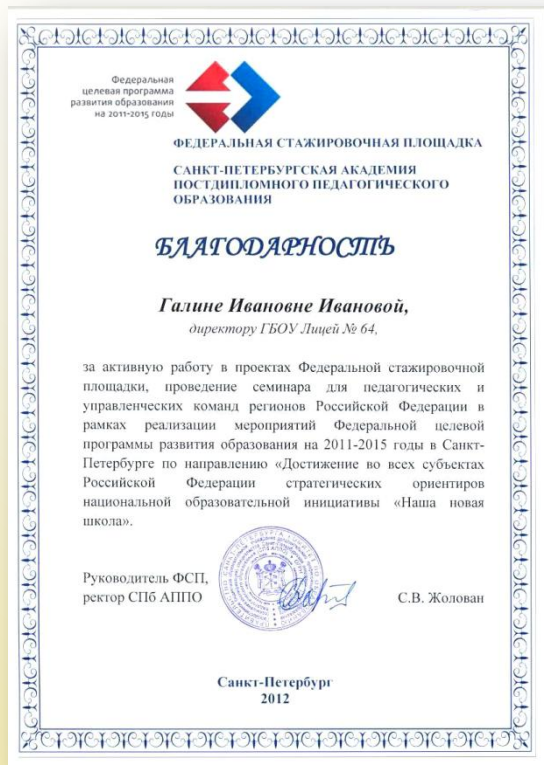 Федеральная
целевая программа
развития образования
на 2011-2015 годы
ФЕДЕРАЛЬНАЯ СТАЖИРОВОЧНАЯ ПЛОЩАДКА
САНКТ-ПЕТЕРБУРГСКАЯ АКАДЕМИЯ
ПОСТДИПЛОМНОГО ПЕДАГОГИЧЕСКОГО
ОБРАЗОВАНИЯ
БЛАГОДАРНОСТЬ
Галине Ивановне Ивановой,
директору ГБОУ Лицей № 64,
за активную работу в проектах Федеральной стажировочной
площадки, проведение семинара для педагогических и
управленческих команд регионов Российской Федерации в
рамках реализации мероприятий Федеральной целевой
программы развития образования на 2011-2015 годы в Санкт-
Петербурге по направлению «Достижение во всех субъектах
Российской Федерации стратегических ориентиров
национальной образовательной инициативы «Наша новая
школа».
Руководитель ФСП,
ректор СПб АППО
С.В. Жолован
Санкт-Петербург
2012